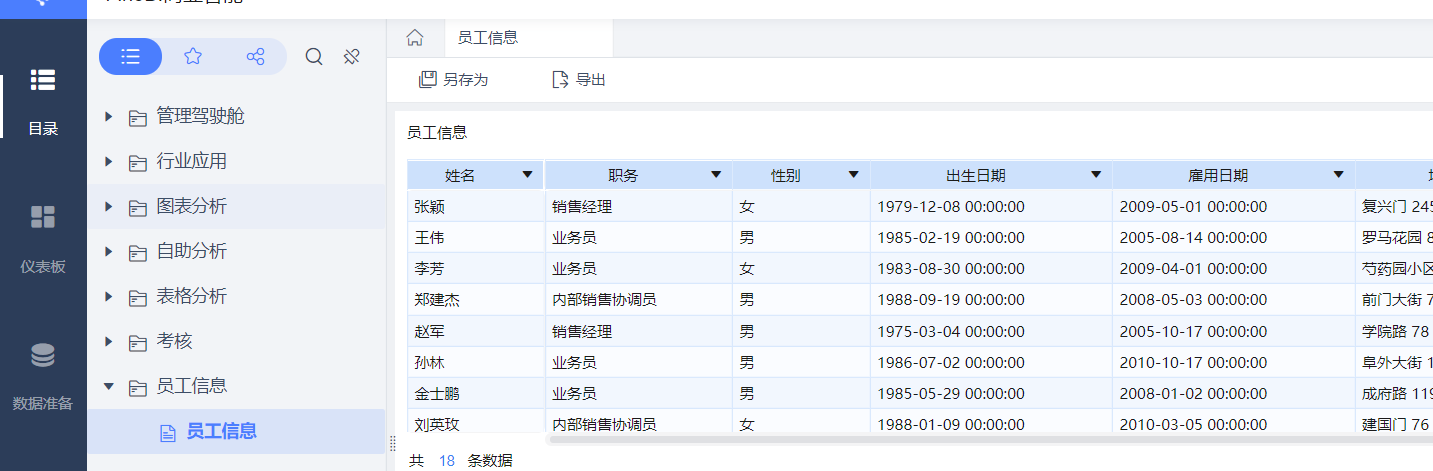 目录
仪表板
数据准备
管理驾驶舱
行业应用
图表分析
自助分析
表格分析
考核
员工信息
员工信息
员工信息
另存为 导出
员工信息
姓名 职务 性别 出生日期 雇用日期
张颖 销售经理 女 1979-12-08 00:00:00 2009-05-01 00:00:00 复兴门 245
王伟 业务员 男 1985-02-19 00:00:00 2005-08-14 00:00:00 罗马花园 8
李芳 业务员 女 1983-08-30 00:00:00 2009-04-01 00:00:00 芍药园小区
郑建杰 内部销售协调员 男 1988-09-19 00:00:00 2008-05-03 00:00:00 前门大街 7
赵军 销售经理 男 1975-03-04 00:00:00 2005-10-17 00:00:00 学院路 78
孙林 业务员 男 1986-07-02 00:00:00 2010-10-17 00:00:00 阜外大街 1
金士鹏 业务员 男 1985-05-29 00:00:00 2008-01-02 00:00:00 成府路 119
刘英玫 内部销售协调员 女 1988-01-09 00:00:00 2010-03-05 00:00:00 建国门 76
共 18 条数据